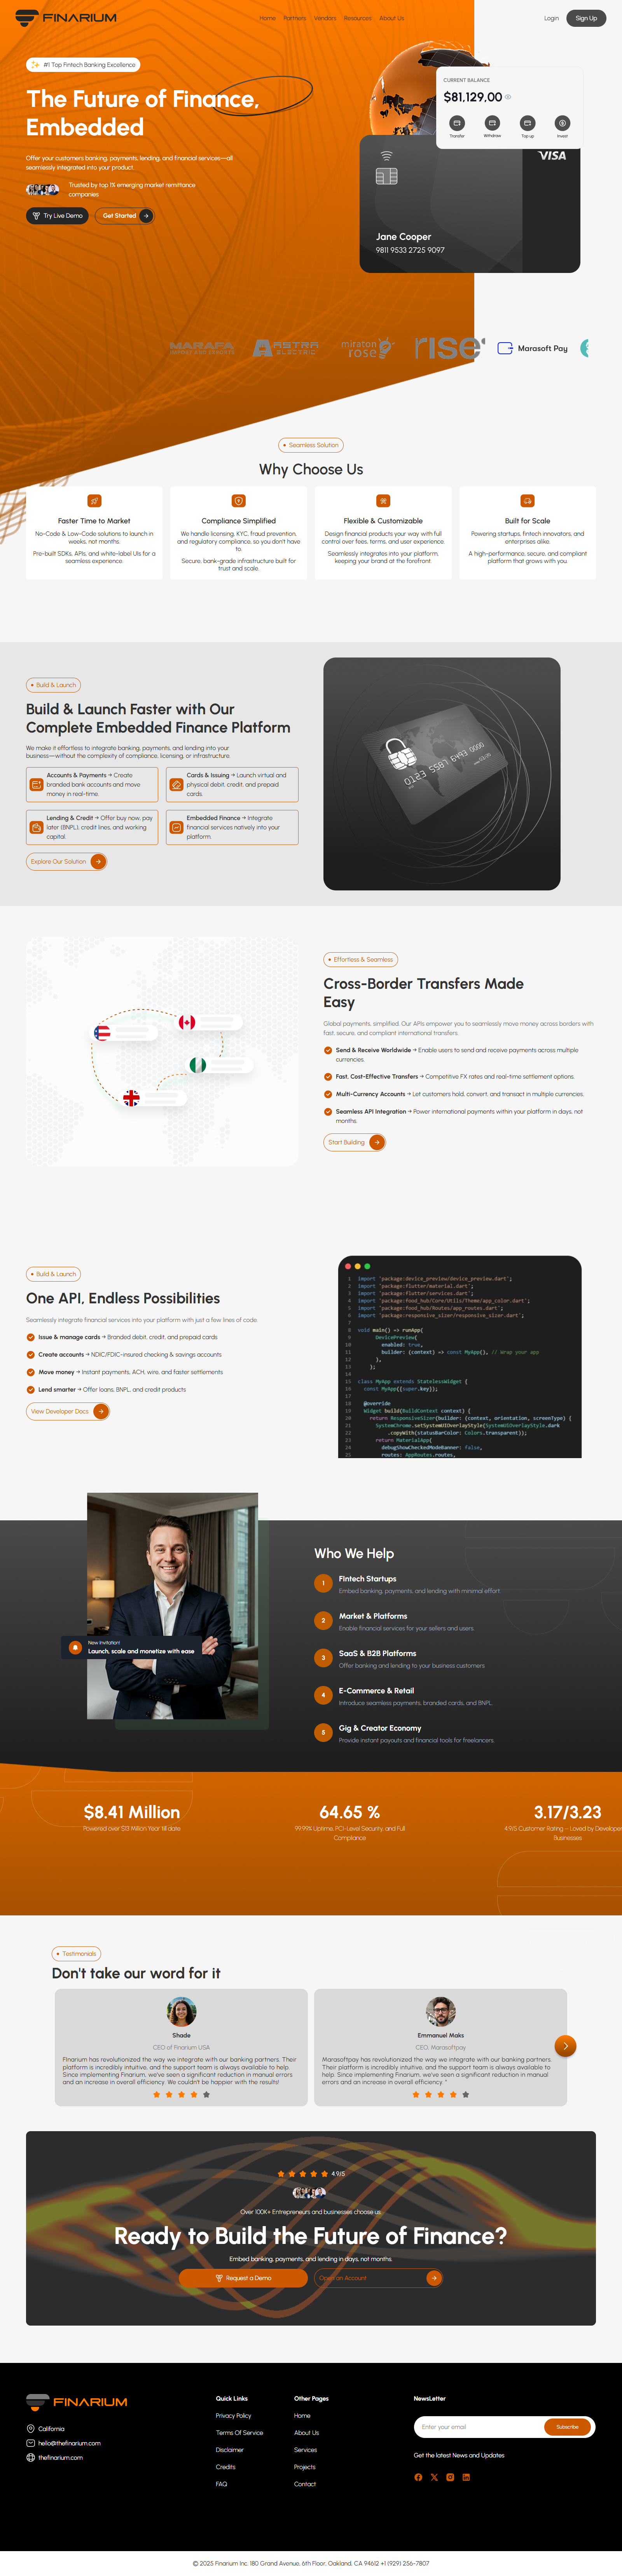 FINARIUM
Home Partners Vendors Resources About Us
Login
Sign Up
#1 Top Fintech Banking Excellence
The Future of Finance,
Embedded
Offer your customers banking, payments, lending, and financial services—all
seamlessly integrated into your product.
Trusted by top 1% emerging market remittance
companies
Try Live Demo
Get Started
CURRENT BALANCE
$81,129,00
Transfer Withdraw Top up Invest
VISA
Jane Cooper
9811 9533 2725 9097
MARAFA
ASTRA
ELECTRIC
miraton
rose
rise
Marasoft Pay
Seamless Solution
Why Choose Us
Faster Time to Market
No-Code & Low-Code solutions to launch in
weeks, not months.
Pre-built SDKs, APIs, and white-label UIs for a
seamless experience.
Compliance Simplified
We handle licensing, KYC, fraud prevention,
and regulatory compliance, so you don't have
to.
Secure, bank-grade infrastructure built for
trust and scale
Flexible & Customizable
Design financial products your way with full
control over fees, terms, and user experience.
Seamlessly integrates into your platform,
keeping your brand at the forefront.
Built for Scale
Powering startups, fintech innovators, and
enterprises alike.
A high-performance, secure, and compliant
platform that grows with you
Build & Launch
Build & Launch Faster with Our
Complete Embedded Finance Platform
We make it effortless to integrate banking, payments, and lending into your
business—without the complexity of compliance, licensing, or infrastructure.
Accounts & Payments → Create
branded bank accounts and move
money in real-time.
Cards & Issuing → Launch virtual and
physical debit, credit, and prepaid
cards.
Lending & Credit → Offer buy now, pay
later (BNPL), credit lines, and working
capital.
Embedded Finance → Integrate
financial services natively into your
platform.
Explore Our Solution
0123 5587 6493 0000
Effortless & Seamless
Cross-Border Transfers Made
Easy
Global payments, simplified. Our APIs empower you to seamlessly move money across borders with
fast, secure, and compliant international transfers.
Send & Receive Worldwide → Enable users to send and receive payments across multiple
currencies.
Fast, Cost-Effective Transfers → Competitive FX rates and real-time settlement options.
Multi-Currency Accounts → Let customers hold, convert, and transact in multiple currencies.
Seamless API Integration → Power international payments within your platform in days, not
months.
Start Building
Build & Launch
One API, Endless Possibilities
Seamlessly integrate financial services into your platform with just a few lines of code
Issue & manage cards → Branded debit, credit, and prepaid cards
Create accounts → NDIC/FDIC-insured checking & savings accounts
Move money → Instant payments, ACH, wire, and faster settlements
Lend smarter → Offer loans, BNPL, and credit products
View Developer Docs
1 import 'package:device_preview/device_preview.dart';
2 import 'package:flutter/material.dart';
3 import 'package:flutter/services.dart';
4 import 'package:food_hub/Core/Utils/Theme/app_color.dart';
5 import 'package:food_hub/Routes/app_routes.dart';
6 import 'package:responsive_sizer/responsive_sizer.dart';
7
8 void main() => runApp(
9 DevicePreview(
10 enabled: true,
11 builder: (context) => const MyApp(), // Wrap your app
12 ),
13 );
14
15 class MyApp extends StatelessWidget {
16 const MyApp({super.key});
17
18 @override
19 Widget build(BuildContext context) {
20 return ResponsiveSizer(builder: (context, orientation, screenType) {
21 SystemChrome.setSystemUIOverlayStyle(SystemUiOverlayStyle.dark
22 .copyWith(statusBarColor: Colors.transparent));
23 return MaterialApp(
24 debugShowCheckedModeBanner: false,
25 routes: AppRoutes.routes,
New Invitation!
Launch, scale and monetize with ease
Who We Help
1
Fintech Startups
Embed banking, payments, and lending with minimal effort.
2
Market & Platforms
Enable financial services for your sellers and users.
3
SaaS & B2B Platforms
Offer banking and lending to your business customers
4
E-Commerce & Retail
Introduce seamless payments, branded cards, and BNPL.
5
Gig & Creator Economy
Provide instant payouts and financial tools for freelancers.
$8.41 Million
Powered over $13 Million Year till date
64.65 %
99.99% Uptime, PCI-Level Security, and Full
Compliance
3.17/3.23
4.9/5 Customer Rating – Loved by Developer
Businesses
Testimonials
Don't take our word for it
Shade
CEO of Finarium USA
FInarium has revolutionized the way we integrate with our banking partners. Their
platform is incredibly intuitive, and the support team is always available to help.
Since implementing Finarium, we've seen a significant reduction in manual errors
and an increase in overall efficiency. We couldn't be happier with the results!
Emmanuel Maks
CEO, Marasoftpay
Marasoftpay has revolutionized the way we integrate with our banking partners.
Their platform is incredibly intuitive, and the support team is always available to
help. Since implementing Finarium, we've seen a significant reduction in manual
errors and an increase in overall efficiency. "
4.9/5
Over 100K+ Entrepreneurs and businesses choose us.
Ready to Build the Future of Finance?
Embed banking, payments, and lending in days, not months.
Request a Demo
Open an Account
FINARIUM
California
hello@thefinarium.com
thefinarium.com
Quick Links
Privacy Policy
Terms Of Service
Disclaimer
Credits
FAQ
Other Pages
Home
About Us
Services
Projects
Contact
NewsLetter
Enter your email
Subscribe
Get the latest News and Updates
© 2025 Finarium Inc. 180 Grand Avenue, 6th Floor, Oakland, CA 94612 +1 (929) 256-7807